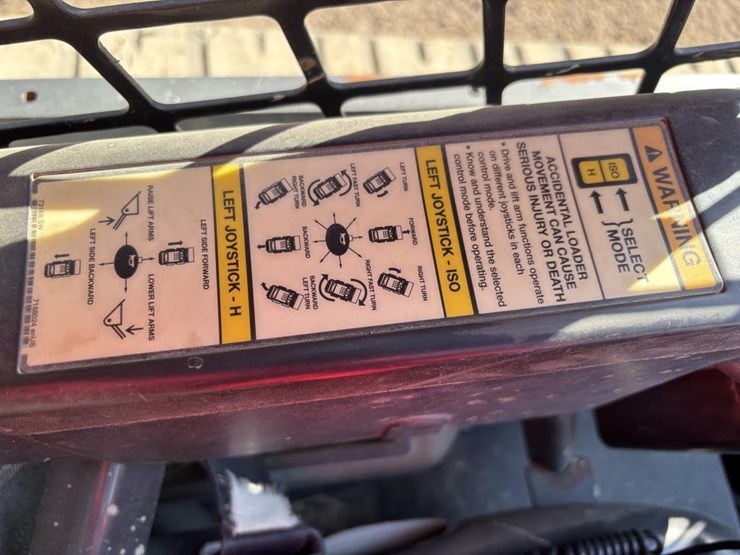 ⚠ WARNING
ISO
H
SELECT
MODE
ACCIDENTAL LOADER
MOVEMENT CAN CAUSE
SERIOUS INJURY OR DEATH
• Drive and lift arm functions operate
on different joysticks in each
control mode.
• Know and understand the selected
control mode before operating.
LEFT JOYSTICK - ISO
LEFT TURN
FORWARD
RIGHT TURN
LEFT FAST TURN
RIGHT FAST TURN
BACKWARD
RIGHT TURN
BACKWARD
BACKWARD
LEFT TURN
LEFT JOYSTICK - H
LEFT SIDE FORWARD
RAISE LIFT ARMS
LOWER LIFT ARMS
LEFT SIDE BACKWARD